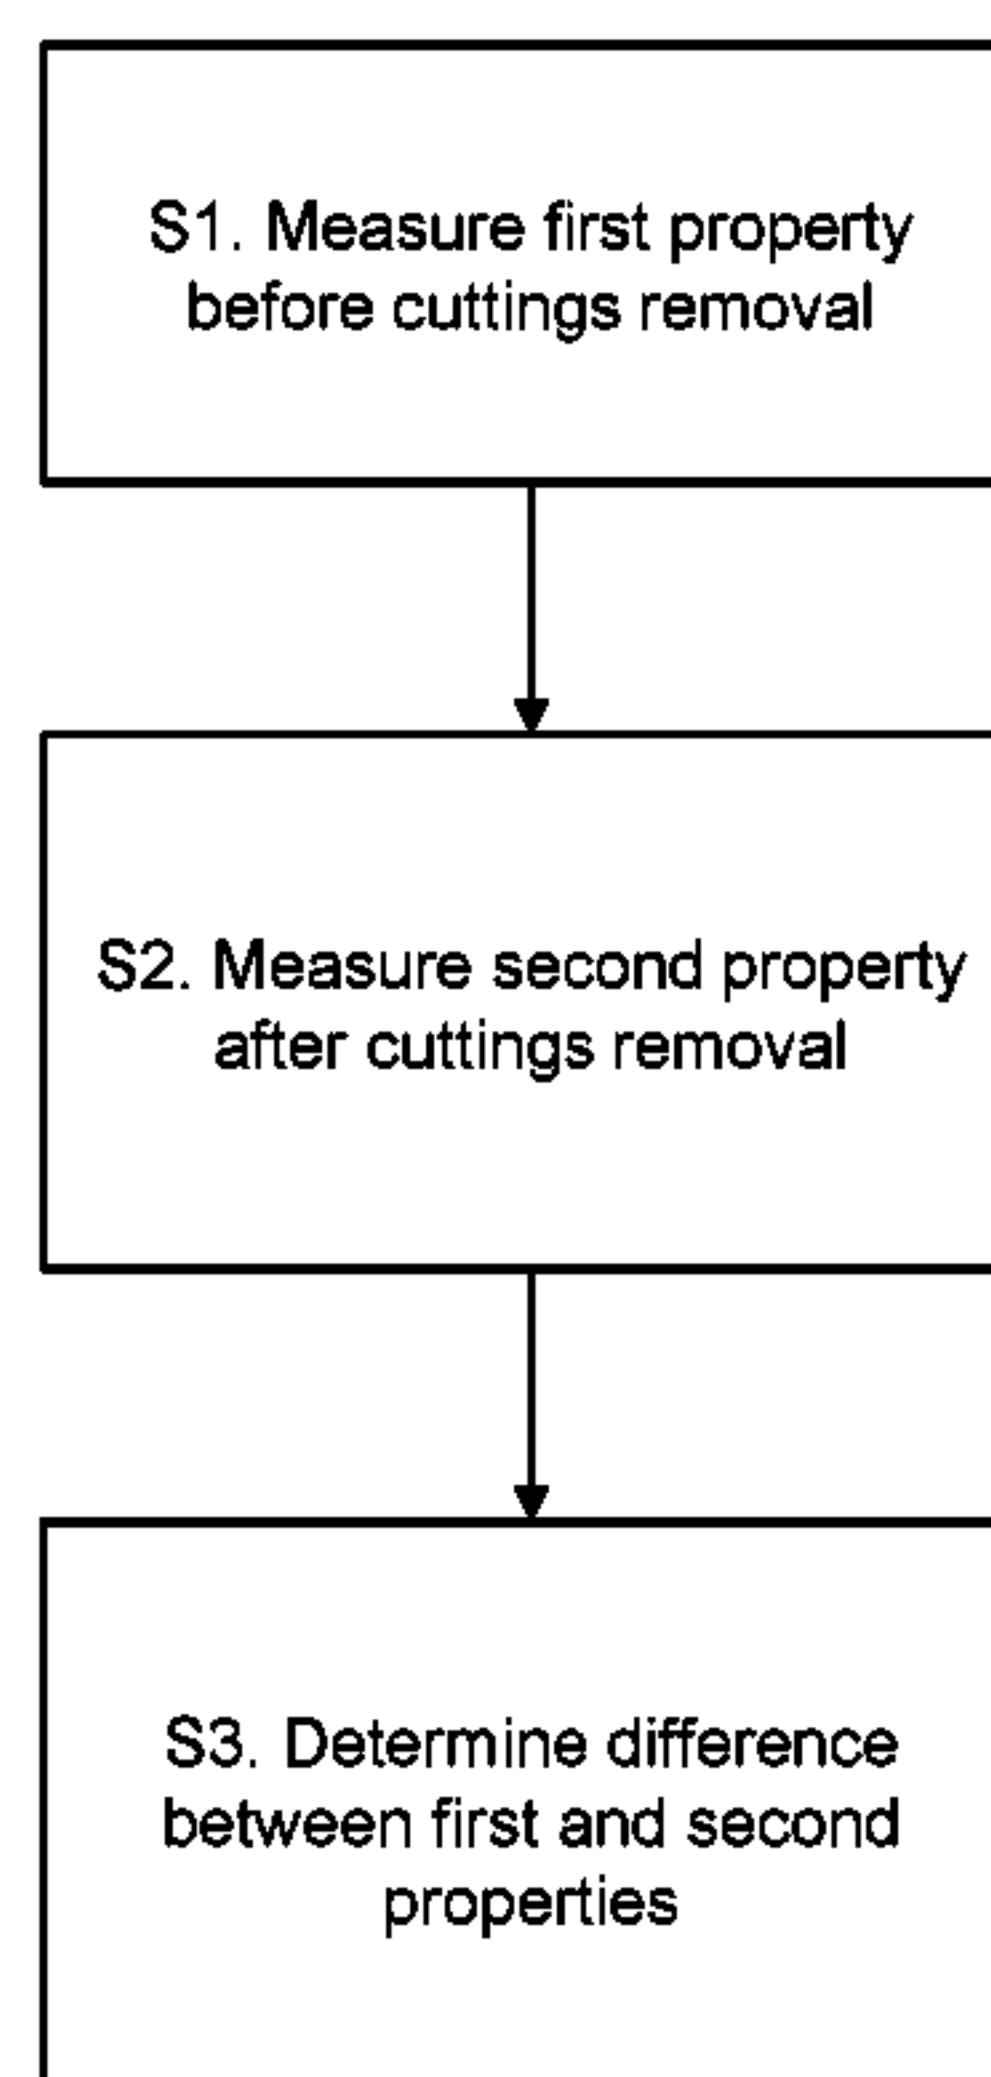 S1. Measure first property
before cuttings removal
S2. Measure second property
after cuttings removal
S3. Determine difference
between first and second
properties